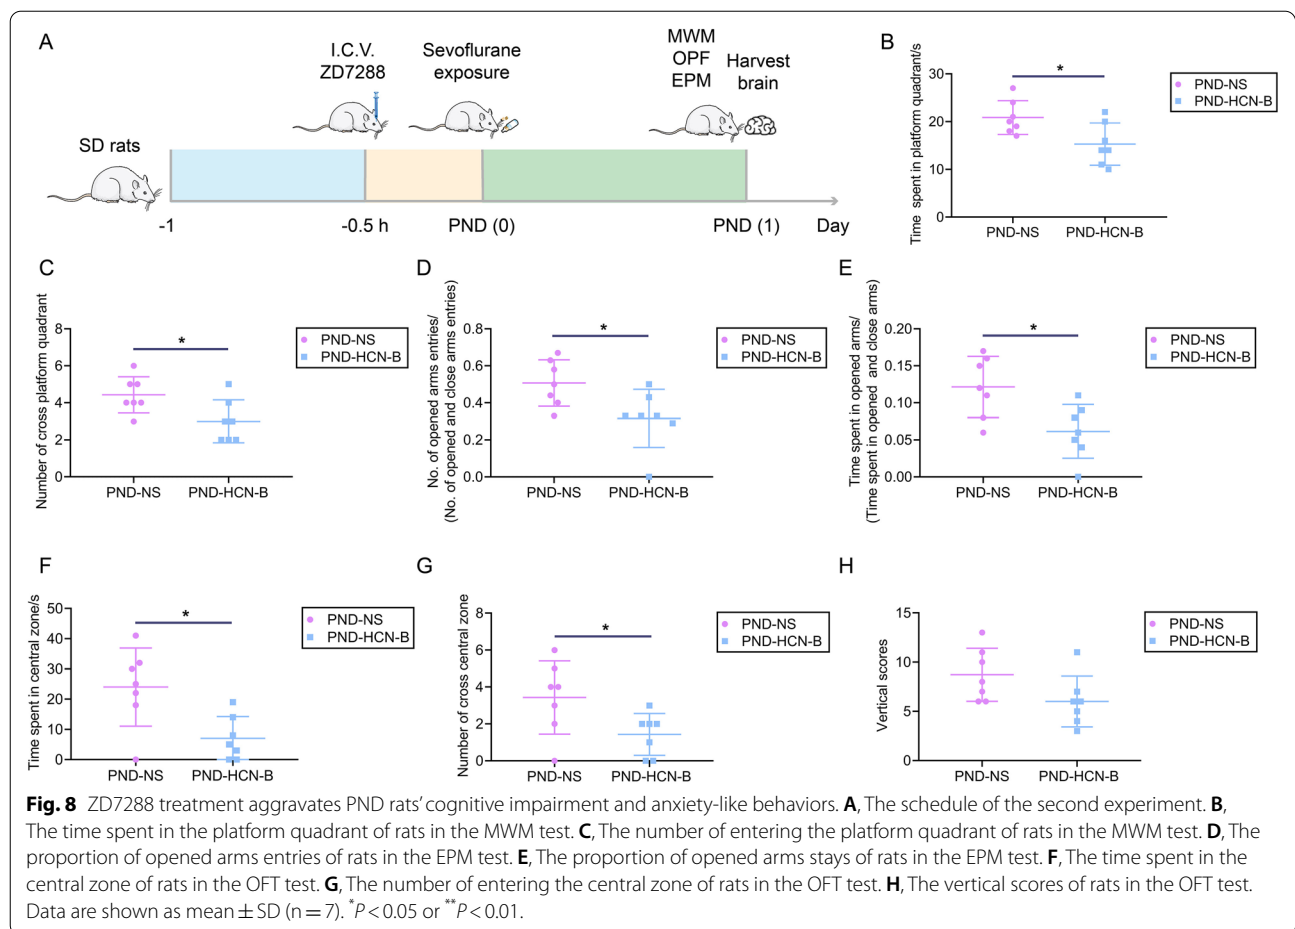 A
I.C.V.
ZD7288
Sevoflurane
exposure
MWM
OPF
EPM
Harvest
brain
SD rats
-1
-0.5 h
PND (0)
PND (1)
Day
B
Time spent in platform quadrant/s
30
20
10
0
*
PND-NS
PND-HCN-B
PND-NS
PND-HCN-B
C
Number of cross platform quadrant
8
6
4
2
0
*
PND-NS
PND-HCN-B
PND-NS
PND-HCN-B
D
No. of opened arms entries/
(No. of opened and close arms entries)
0.8
0.6
0.4
0.2
0.0
*
PND-NS
PND-HCN-B
PND-NS
PND-HCN-B
E
Time spent in opened arms/
(Time spent in opened and close arms)
0.20
0.15
0.10
0.05
0.00
*
PND-NS
PND-HCN-B
PND-NS
PND-HCN-B
F
Time spent in central zone/s
50
40
30
20
10
0
*
PND-NS
PND-HCN-B
PND-NS
PND-HCN-B
G
Number of cross central zone
8
6
4
2
0
*
PND-NS
PND-HCN-B
PND-NS
PND-HCN-B
H
Vertical scores
15
10
5
0
PND-NS
PND-HCN-B
PND-NS
PND-HCN-B
Fig. 8 ZD7288 treatment aggravates PND rats' cognitive impairment and anxiety-like behaviors. A, The schedule of the second experiment. B,
The time spent in the platform quadrant of rats in the MWM test. C, The number of entering the platform quadrant of rats in the MWM test. D, The
proportion of opened arms entries of rats in the EPM test. E, The proportion of opened arms stays of rats in the EPM test. F, The time spent in the
central zone of rats in the OFT test. G, The number of entering the central zone of rats in the OFT test. H, The vertical scores of rats in the OFT test.
Data are shown as mean ± SD (n = 7). *P < 0.05 or **P < 0.01.